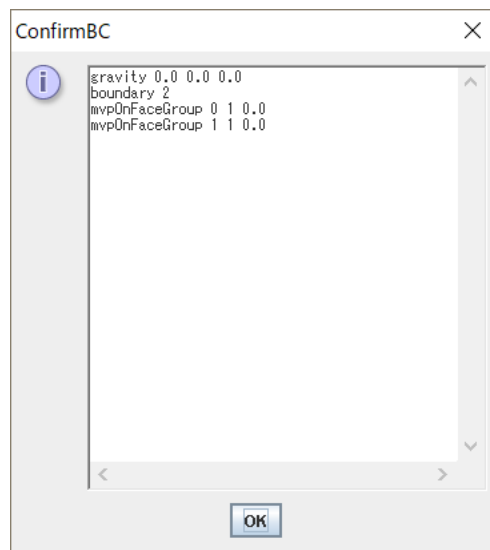 ConfirmBC
gravity 0.0 0.0 0.0
boundary 2
mvpOnFaceGroup 0 1 0.0
mvpOnFaceGroup 1 1 0.0
OK